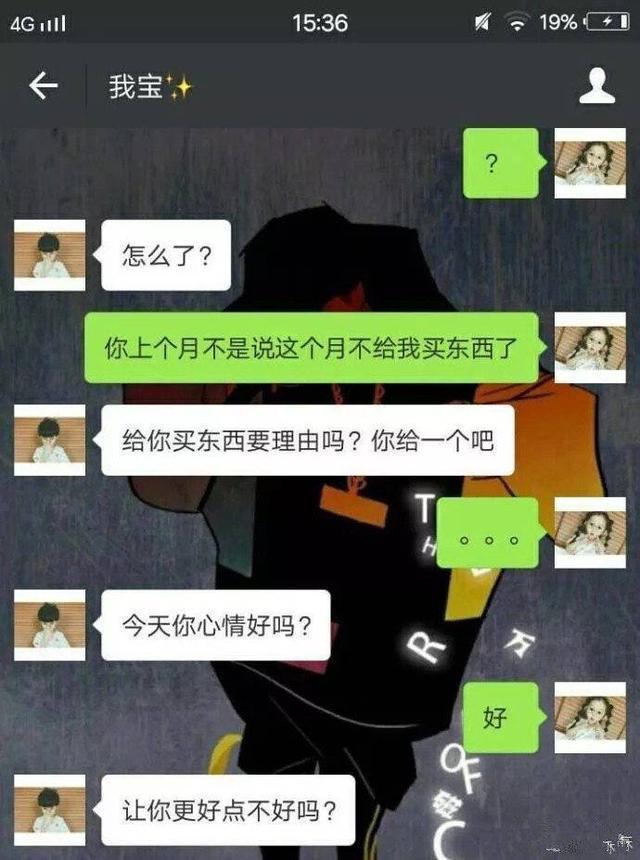 4G
15:36
19%
我宝✨
?
怎么了?
你上个月不是说这个月不给我买东西了
给你买东西要理由吗? 你给一个吧
。。。
今天你心情好吗?
好
让你更好点不好吗?
T
H
R
OF
C